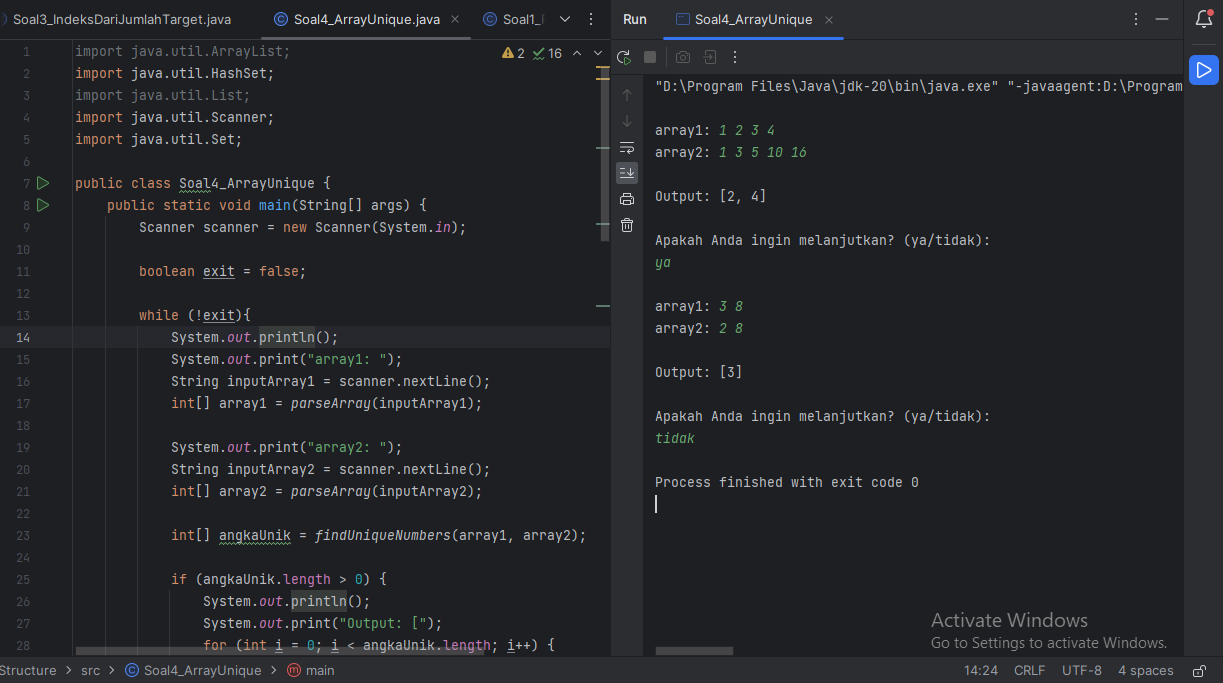 Soal3_IndeksDariJumlahTarget.java
Soal4_ArrayUnique.java
Soal1_
Run
Soal4_ArrayUnique
2 16
1 import java.util.ArrayList;
2 import java.util.HashSet;
3 import java.util.List;
4 import java.util.Scanner;
5 import java.util.Set;
6
7 public class Soal4_ArrayUnique {
8 public static void main(String[] args) {
9 Scanner scanner = new Scanner(System.in);
10
11 boolean exit = false;
12
13 while (!exit){
14 System.out.println();
15 System.out.print("array1: ");
16 String inputArray1 = scanner.nextLine();
17 int[] array1 = parseArray(inputArray1);
18
19 System.out.print("array2: ");
20 String inputArray2 = scanner.nextLine();
21 int[] array2 = parseArray(inputArray2);
22
23 int[] angkaUnik = findUniqueNumbers(array1, array2);
24
25 if (angkaUnik.length > 0) {
26 System.out.println();
27 System.out.print("Output: [");
28 for (int i = 0; i < angkaUnik.length; i++) {
"D:\Program Files\Java\jdk-20\bin\java.exe" "-javaagent:D:\Program
array1: 1 2 3 4
array2: 1 3 5 10 16
Output: [2, 4]
Apakah Anda ingin melanjutkan? (ya/tidak):
ya
array1: 3 8
array2: 2 8
Output: [3]
Apakah Anda ingin melanjutkan? (ya/tidak):
tidak
Process finished with exit code 0
Activate Windows
Go to Settings to activate Windows.
Structure > src > Soal4_ArrayUnique > main
14:24 CRLF UTF-8 4 spaces